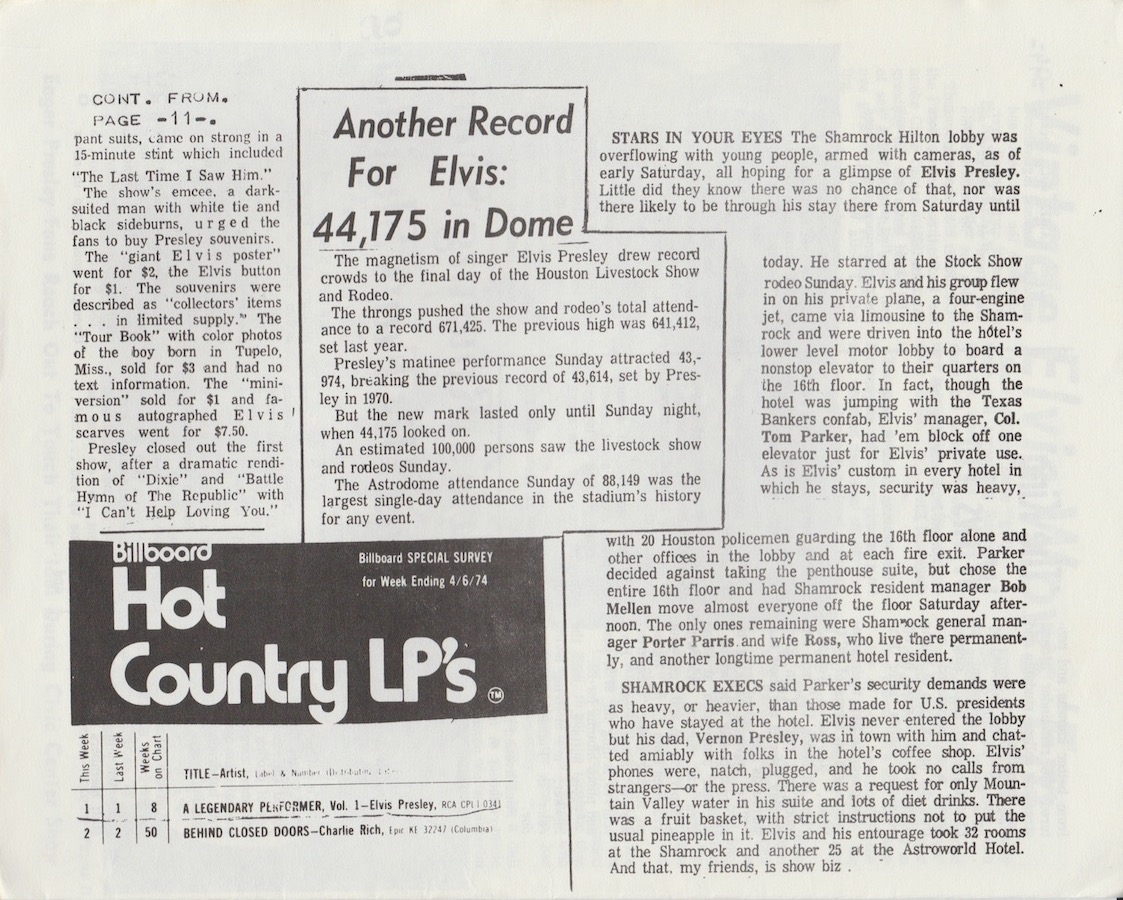 CONT. FROM.
PAGE -11-.
pant suits, came on strong in a
15-minute stint which included
"The Last Time I Saw Him."
The show's emcee, a dark-
suited man with white tie and
black sideburns, urged the
fans to buy Presley souvenirs.
The "giant Elvis poster"
went for $2, the Elvis button
for $1. The souvenirs were
described as "collectors' items
. . . in limited supply." The
"Tour Book" with color photos
of the boy born in Tupelo,
Miss., sold for $3 and had no
text information. The "mini-
version" sold for $1 and fa-
mous autographed Elvis
scarves went for $7.50.
Presley closed out the first
show, after a dramatic rendi-
tion of "Dixie" and "Battle
Hymn of The Republic" with
"I Can't Help Loving You."
Another Record
For Elvis:
44,175 in Dome
The magnetism of singer Elvis Presley drew record
crowds to the final day of the Houston Livestock Show
and Rodeo.
The throngs pushed the show and rodeo's total attend-
ance to a record 671,425. The previous high was 641,412,
set last year.
Presley's matinee performance Sunday attracted 43,-
974, breaking the previous record of 43,614, set by Pres-
ley in 1970.
But the new mark lasted only until Sunday night,
when 44,175 looked on.
An estimated 100,000 persons saw the livestock show
and rodeos Sunday.
The Astrodome attendance Sunday of 88,149 was the
largest single-day attendance in the stadium's history
for any event.
STARS IN YOUR EYES The Shamrock Hilton lobby was
overflowing with young people, armed with cameras, as of
early Saturday, all hoping for a glimpse of Elvis Presley.
Little did they know there was no chance of that, nor was
there likely to be through his stay there from Saturday until
today. He starred at the Stock Show
rodeo Sunday. Elvis and his group flew
in on his private plane, a four-engine
jet, came via limousine to the Sham-
rock and were driven into the hotel's
lower level motor lobby to board a
nonstop elevator to their quarters on
the 16th floor. In fact, though the
hotel was jumping with the Texas
Bankers confab, Elvis' manager, Col.
Tom Parker, had 'em block off one
elevator just for Elvis' private use.
As is Elvis' custom in every hotel in
which he stays, security was heavy,
with 20 Houston policemen guarding the 16th floor alone and
other offices in the lobby and at each fire exit. Parker
decided against taking the penthouse suite, but chose the
entire 16th floor and had Shamrock resident manager Bob
Mellen move almost everyone off the floor Saturday after-
noon. The only ones remaining were Shamrock general man-
ager Porter Parris and wife Ross, who live there permanent-
ly, and another longtime permanent hotel resident.
SHAMROCK EXECS said Parker's security demands were
as heavy, or heavier, than those made for U.S. presidents
who have stayed at the hotel. Elvis never entered the lobby
but his dad, Vernon Presley, was in town with him and chat-
ted amiably with folks in the hotel's coffee shop. Elvis'
phones were, natch, plugged, and he took no calls from
strangers—or the press. There was a request for only Moun-
tain Valley water in his suite and lots of diet drinks. There
was a fruit basket, with strict instructions not to put the
usual pineapple in it. Elvis and his entourage took 32 rooms
at the Shamrock and another 25 at the Astroworld Hotel.
And that, my friends, is show biz .
Billboard
Hot
Country LP's TM
Billboard SPECIAL SURVEY
for Week Ending 4/6/74
This Week
Last Week
Weeks on Chart
TITLE—Artist, Label & Number
1 1 8 A LEGENDARY PERFORMER, Vol. 1—Elvis Presley, RCA CPL1 0341
2 2 50 BEHIND CLOSED DOORS—Charlie Rich, Epic KE 32247 (Columbia)